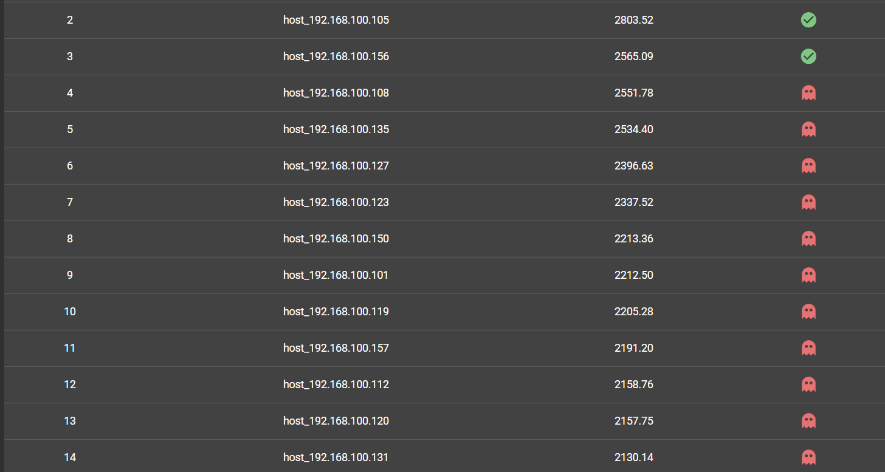 2 host_192.168.100.105 2803.52
3 host_192.168.100.156 2565.09
4 host_192.168.100.108 2551.78
5 host_192.168.100.135 2534.40
6 host_192.168.100.127 2396.63
7 host_192.168.100.123 2337.52
8 host_192.168.100.150 2213.36
9 host_192.168.100.101 2212.50
10 host_192.168.100.119 2205.28
11 host_192.168.100.157 2191.20
12 host_192.168.100.112 2158.76
13 host_192.168.100.120 2157.75
14 host_192.168.100.131 2130.14